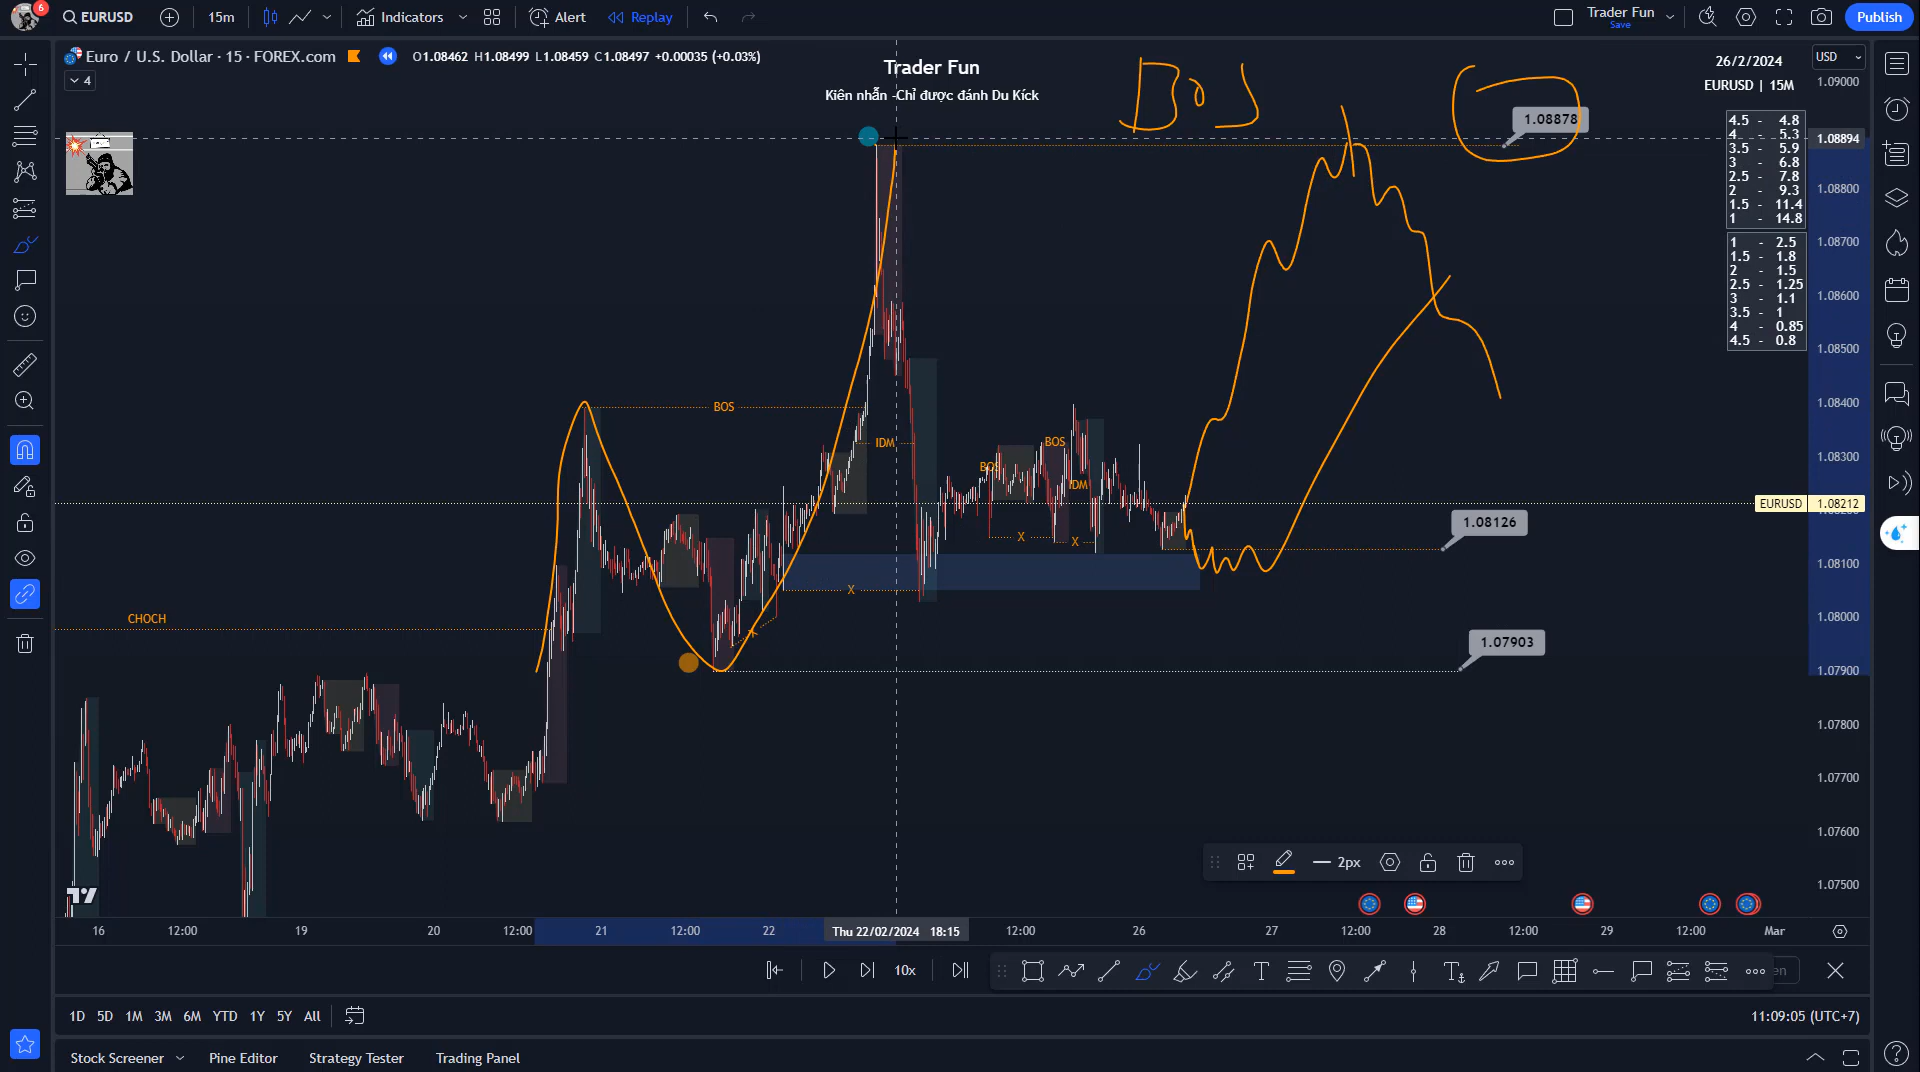 6
EURUSD
15m
Indicators
Alert
Replay
Trader Fun
Save
Publish
Euro / U.S. Dollar · 15 · FOREX.com
O1.08462 H1.08499 L1.08459 C1.08497 +0.00035 (+0.03%)
4
Trader Fun
Kiên nhẫn -Chỉ được đánh Du Kích
BOS
26/2/2024
EURUSD | 15M
USD
1.09000
1.08878
1.08894
4.5 - 4.8
4 - 5.3
3.5 - 5.9
3 - 6.8
2.5 - 7.8
2 - 9.3
1.5 - 11.4
1 - 14.8
1 - 2.5
1.5 - 1.8
2 - 1.5
2.5 - 1.25
3 - 1.1
3.5 - 1
4 - 0.85
4.5 - 0.8
1.08800
1.08700
1.08600
1.08500
1.08400
1.08300
EURUSD 1.08212
1.08100
1.08000
1.07900
1.07800
1.07700
1.07600
1.07500
BOS
IDM
BOS
BOS
IDM
X
X
X
X
CHOCH
1.08126
1.07903
2px
16 12:00 19 20 12:00 21 12:00 22 Thu 22/02/2024 18:15 12:00 26 27 12:00 28 12:00 29 12:00 Mar
10x
en
1D 5D 1M 3M 6M YTD 1Y 5Y All
11:09:05 (UTC+7)
Stock Screener
Pine Editor
Strategy Tester
Trading Panel